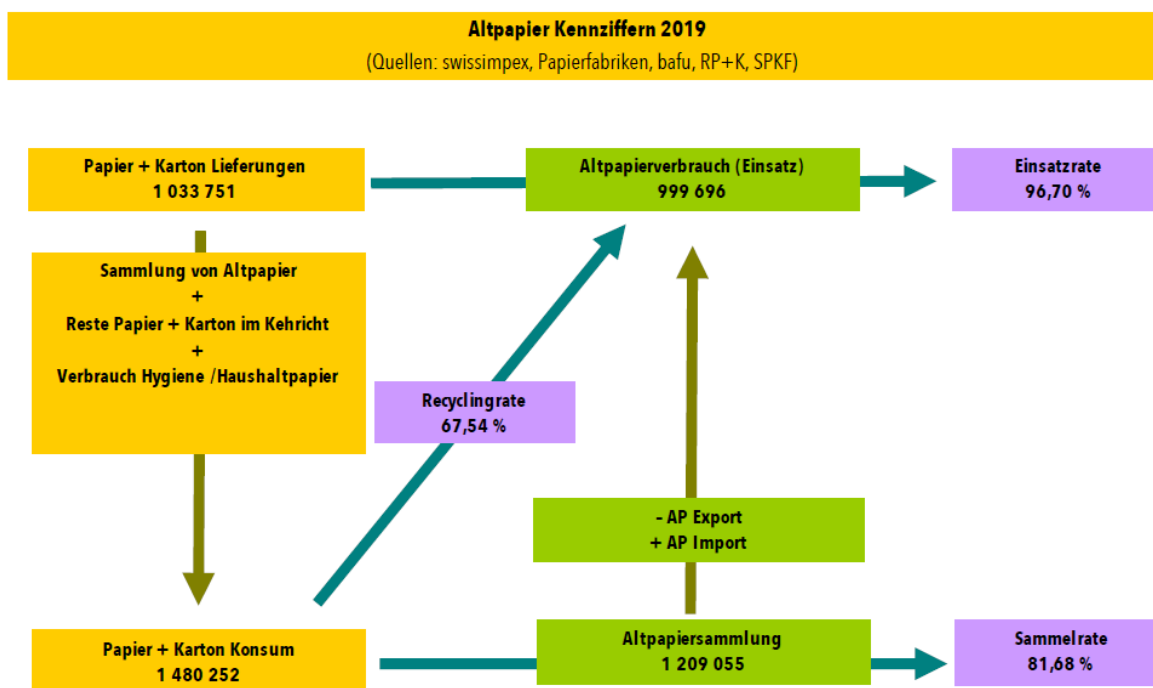 Altpapier Kennziffern 2019
(Quellen: swissimpex, Papierfabriken, bafu, RP+K, SPKF)
Papier + Karton Lieferungen
1 033 751
Altpapierverbrauch (Einsatz)
999 696
Einsatzrate
96,70 %
Sammlung von Altpapier
+
Reste Papier + Karton im Kehricht
+
Verbrauch Hygiene /Haushaltpapier
Recyclingrate
67,54 %
– AP Export
+ AP Import
Papier + Karton Konsum
1 480 252
Altpapiersammlung
1 209 055
Sammelrate
81,68 %